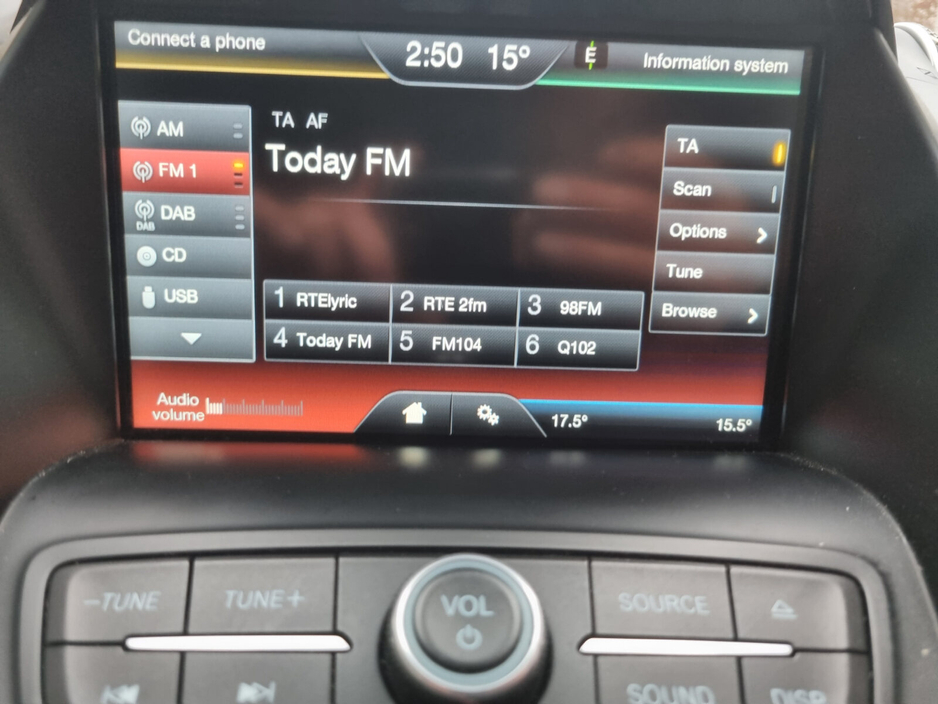 Connect a phone
2:50 15°
E
Information system
AM
FM 1
DAB
DAB
CD
USB
TA AF
Today FM
1 RTElyric
2 RTE 2fm
3 98FM
4 Today FM
5 FM104
6 Q102
TA
Scan
Options
Tune
Browse
Audio
volume
17.5°
15.5°
-TUNE
TUNE+
VOL
SOURCE
SOUND
DISP